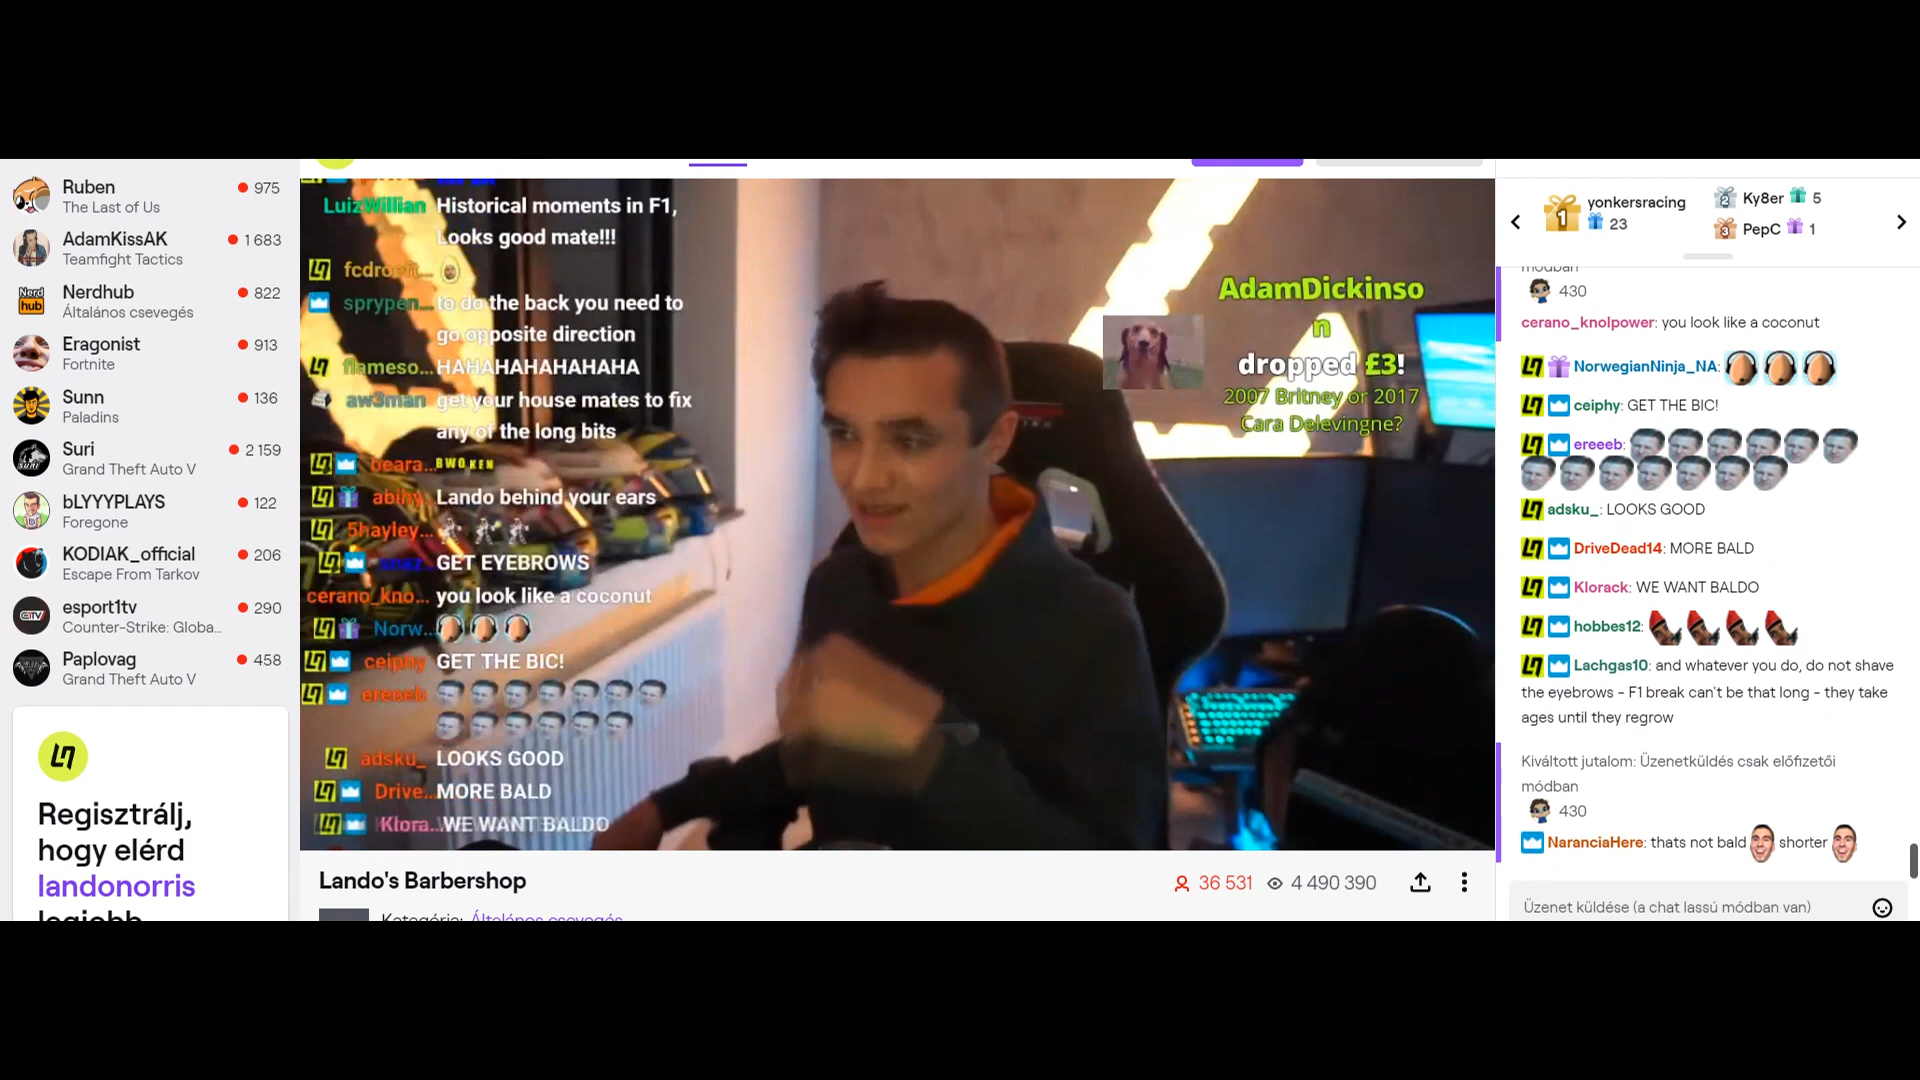 Ruben
975
The Last of Us
AdamKissAK
1 683
Teamfight Tactics
Nerdhub
822
Általános csevegés
Eragonist
913
Fortnite
Sunn
136
Paladins
Suri
2 159
Grand Theft Auto V
bLYYYPLAYS
122
Foregone
KODIAK_official
206
Escape From Tarkov
esport1tv
290
Counter-Strike: Globa...
Paplovag
458
Grand Theft Auto V
Regisztrálj,
hogy elérd
landonorris
LuizWillian Historical moments in F1,
Looks good mate!!!
sprypen... to do the back you need to
go opposite direction
flameso... HAHAHAHAHAHAHA
aw3man get your house mates to fix
any of the long bits
beara... BWOKEN
Lando behind your ears
5hayley...
GET EYEBROWS
cerano_kno... you look like a coconut
Norw...
ceiphy GET THE BIC!
ereeeb
adsku_ LOOKS GOOD
Drive... MORE BALD
Klora... WE WANT BALDO
AdamDickinso
n
dropped £3!
2007 Britney or 2017
Cara Delevingne?
Lando's Barbershop
36 531
4 490 390
Kategória: Általános csevegés
1
yonkersracing
23
2 Ky8er 5
3 PepC 1
módban
430
cerano_knolpower: you look like a coconut
NorwegianNinja_NA:
ceiphy: GET THE BIC!
ereeeb:
adsku_: LOOKS GOOD
DriveDead14: MORE BALD
Klorack: WE WANT BALDO
hobbes12:
Lachgas10: and whatever you do, do not shave
the eyebrows - F1 break can't be that long - they take
ages until they regrow
Kiváltott jutalom: Üzenetküldés csak előfizetői
módban
430
NaranciaHere: thats not bald shorter
Üzenet küldése (a chat lassú módban van)